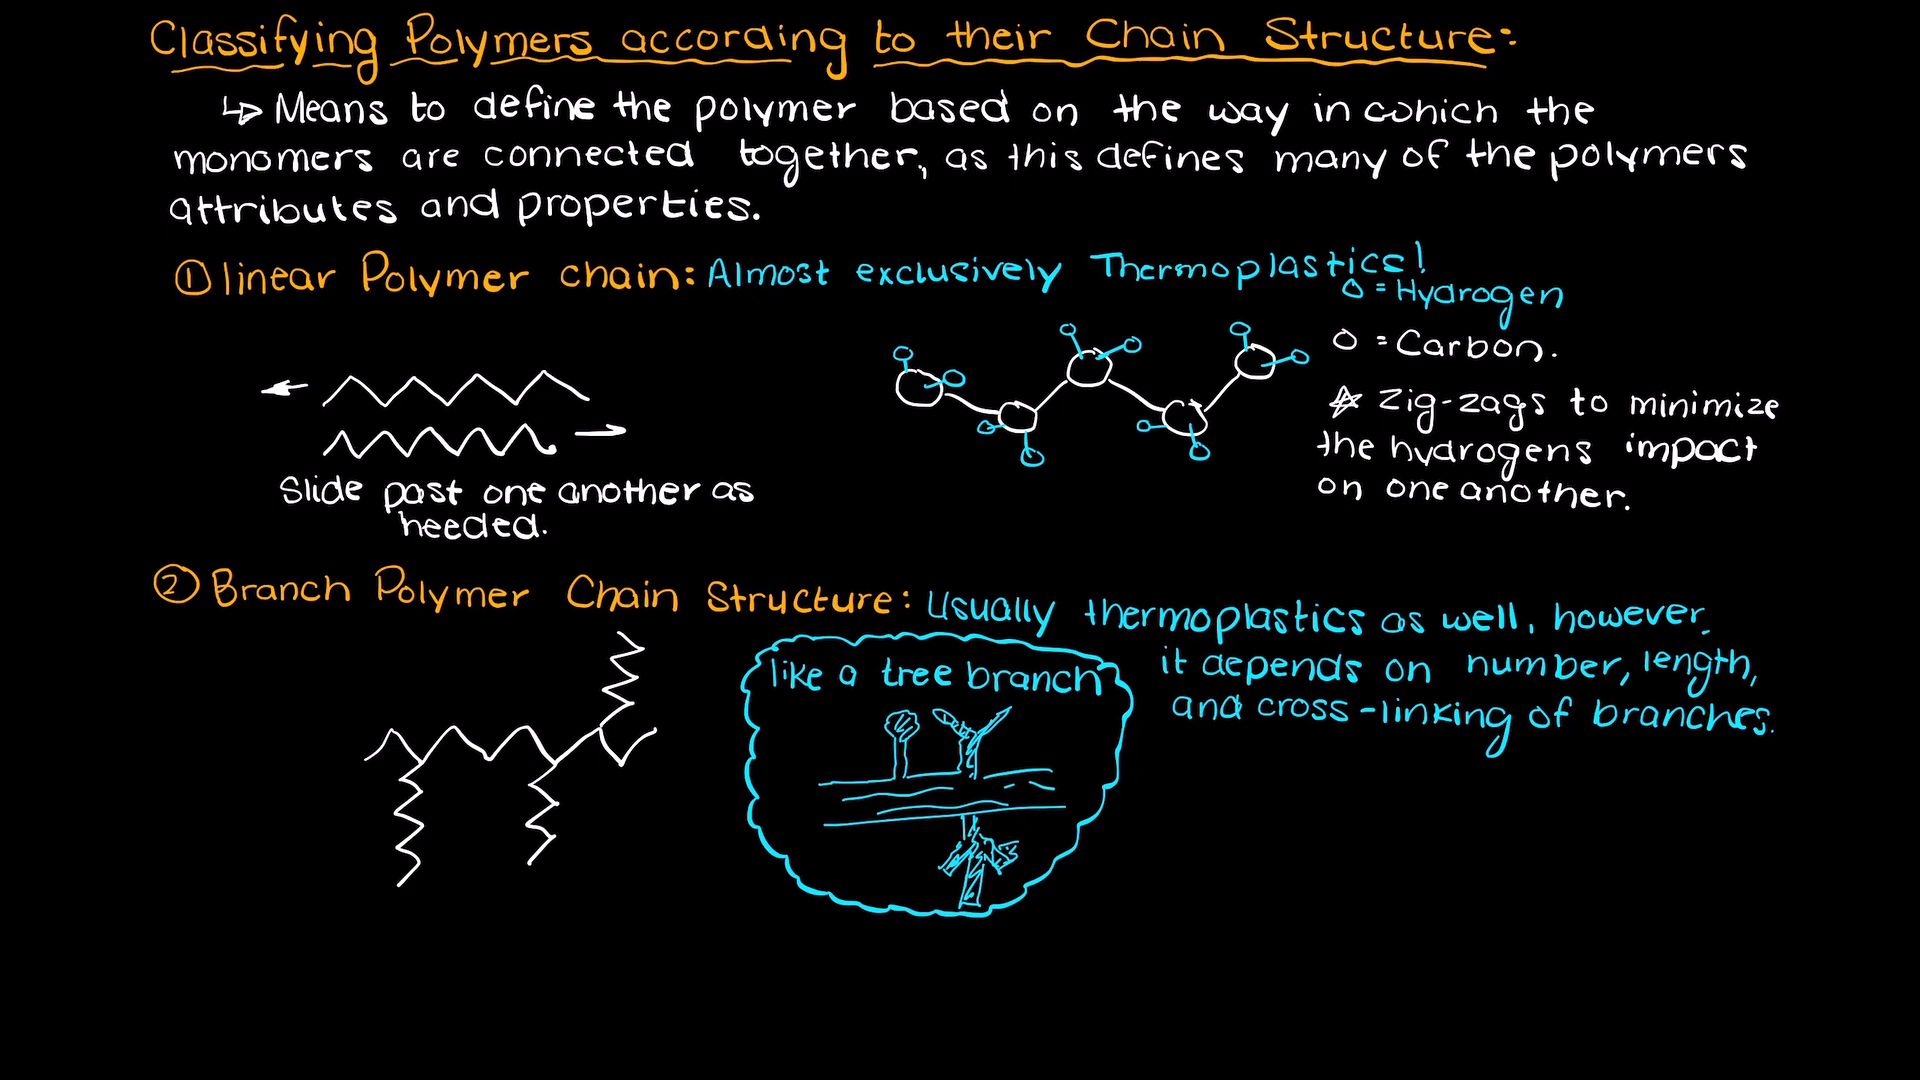 Classifying Polymers according to their Chain Structure:
↳ Means to define the polymer based on the way in which the
monomers are connected together, as this defines many of the polymers
attributes and properties.
① linear Polymer chain: Almost exclusively Thermoplastics!
O = Hydrogen
O = Carbon.
☆ Zig-zags to minimize
the hydrogens impact
on one another.
Slide past one another as
needed.
② Branch Polymer Chain Structure: Usually thermoplastics as well, however,
it depends on number, length,
and cross-linking of branches.
like a tree branch